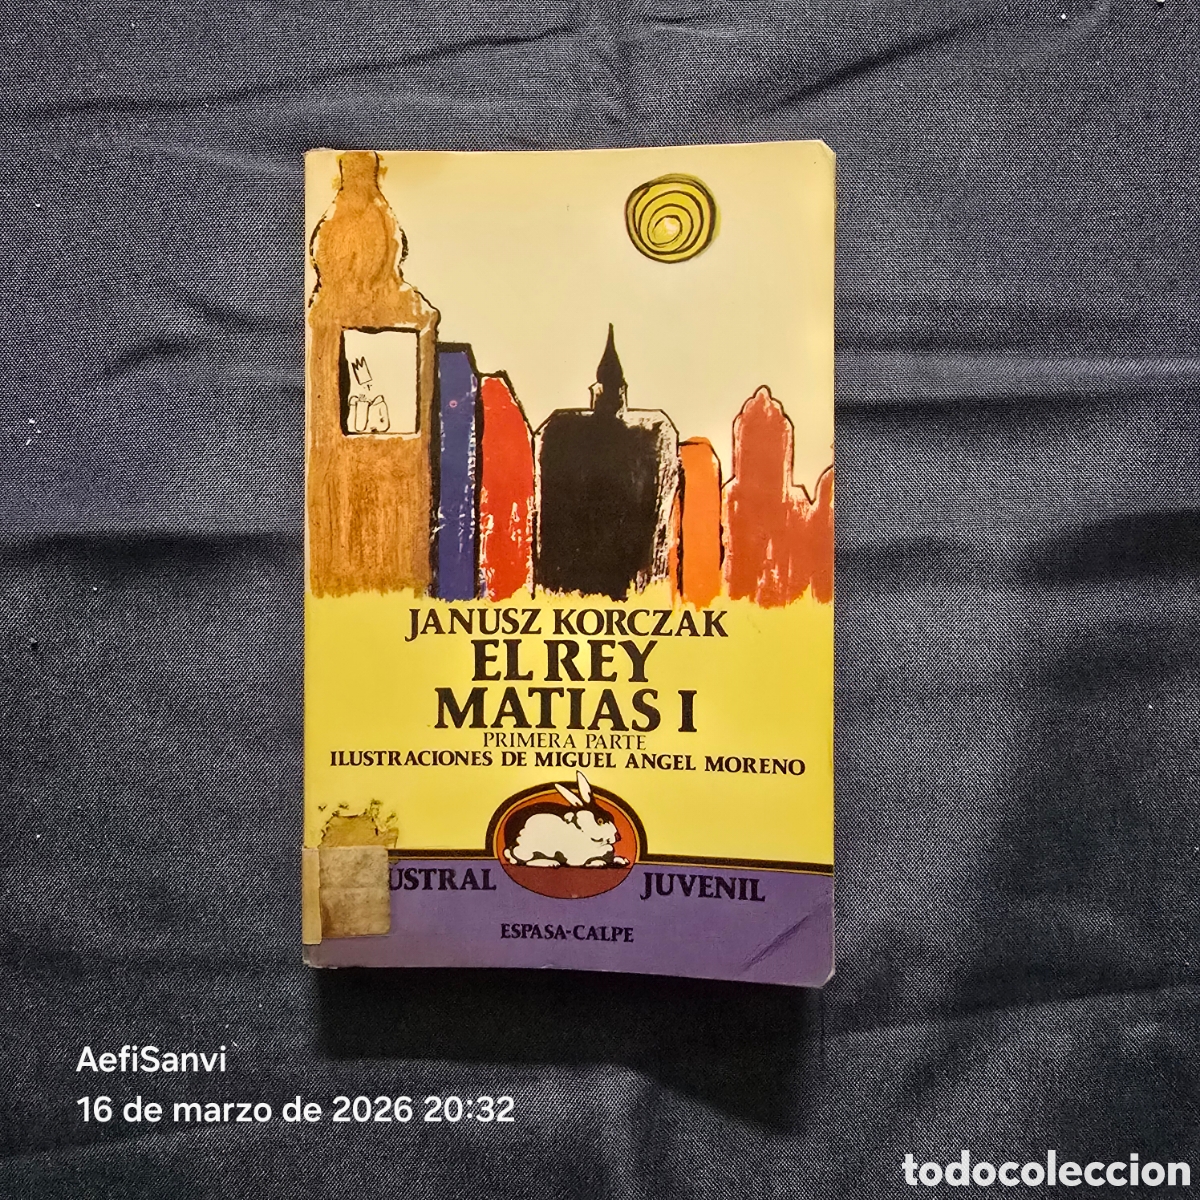 JANUSZ KORCZAK
EL REY
MATIAS I
PRIMERA PARTE
ILUSTRACIONES DE MIGUEL ANGEL MORENO
USTRAL JUVENIL
ESPASA-CALPE
AefiSanvi
16 de marzo de 2026 20:32
todocoleccion